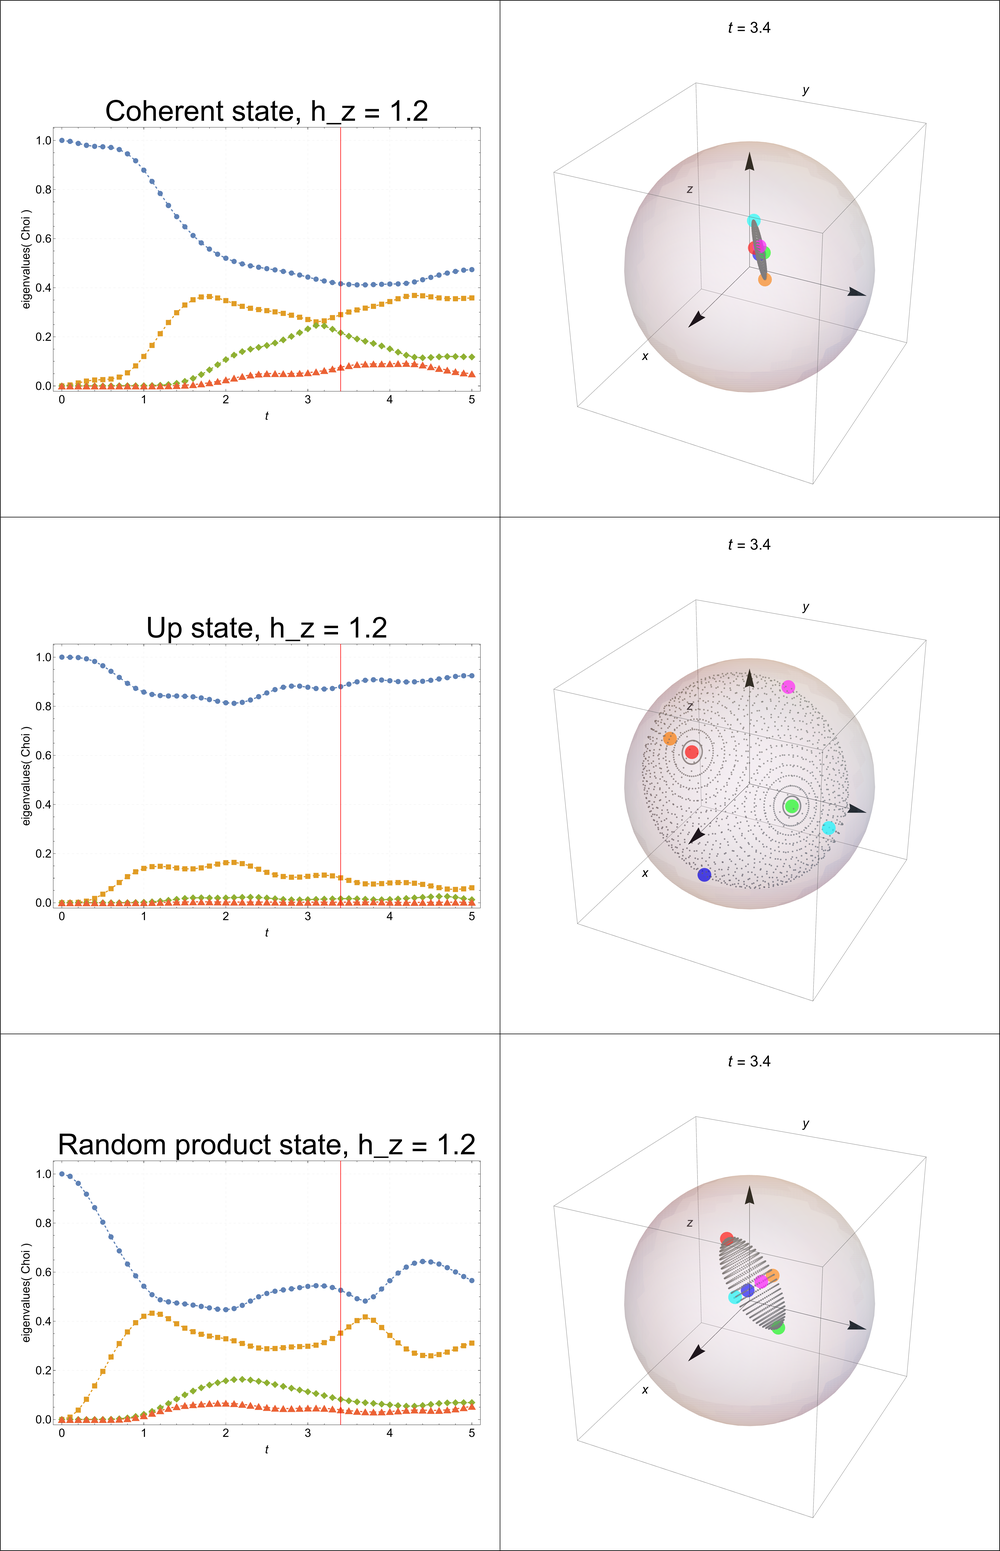 t = 3.4
y
Coherent state, h_z = 1.2
1.0
0.8
0.6
0.4
0.2
0.0
eigenvalues( Choi )
0 1 2 3 4 5
t
z
x
t = 3.4
y
Up state, h_z = 1.2
1.0
0.8
0.6
0.4
0.2
0.0
eigenvalues( Choi )
0 1 2 3 4 5
t
z
x
t = 3.4
y
Random product state, h_z = 1.2
1.0
0.8
0.6
0.4
0.2
0.0
eigenvalues( Choi )
0 1 2 3 4 5
t
z
x